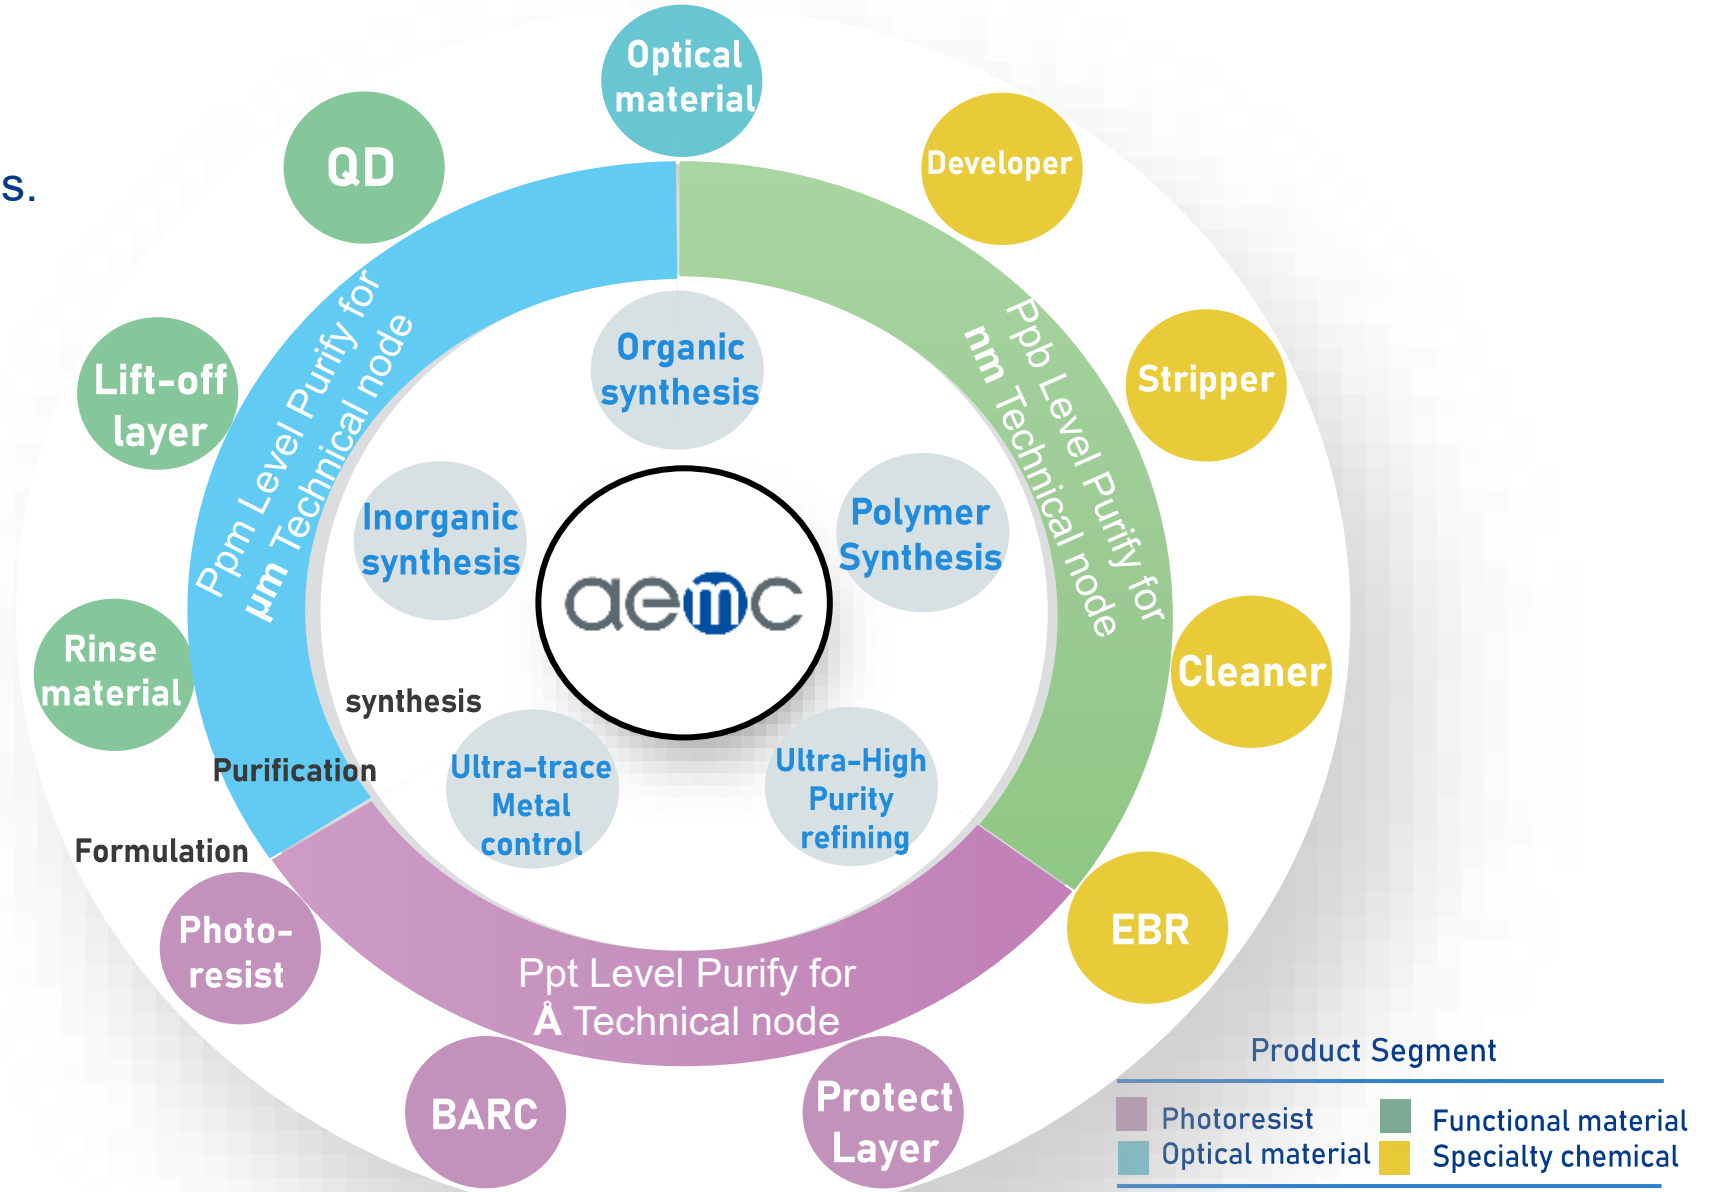 s.
Optical
material
QD
Developer
Lift-off
layer
Stripper
Rinse
material
Cleaner
Photo-
resist
EBR
BARC
Protect
Layer
Ppm Level Purify for
µm Technical node
Ppb Level Purify for
nm Technical node
Ppt Level Purify for
Å Technical node
Organic
synthesis
Inorganic
synthesis
Polymer
Synthesis
aemc
synthesis
Purification
Formulation
Ultra-trace
Metal
control
Ultra-High
Purity
refining
Product Segment
Photoresist
Functional material
Optical material
Specialty chemical